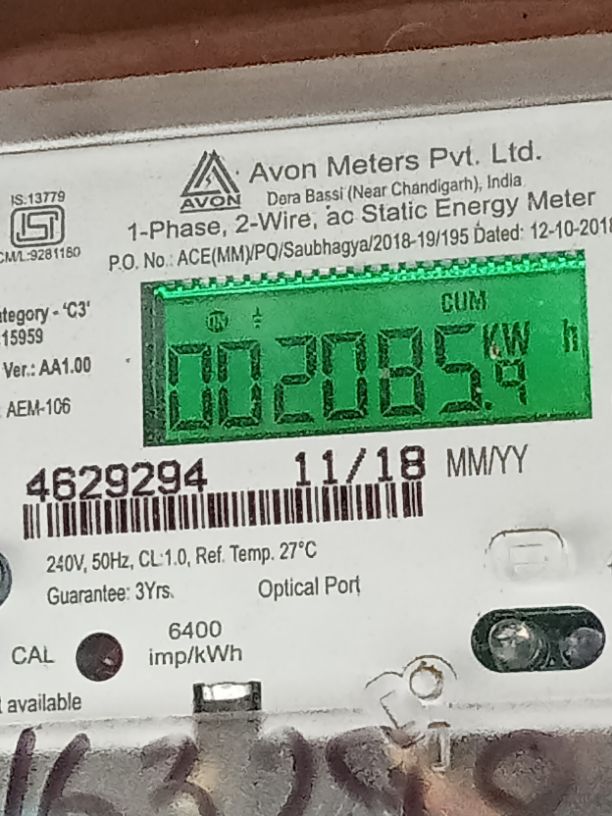 IS:13779
CM/L:9281160
AVON
Avon Meters Pvt. Ltd.
Dera Bassi (Near Chandigarh), India
1-Phase, 2-Wire, ac Static Energy Meter
P.O. No.: ACE(MM)/PQ/Saubhagya/2018-19/195 Dated: 12-10-2018
ategory - 'C3'
15959
Ver.: AA1.00
AEM-106
CUM
002085.9 KW h
4629294 11/18 MM/YY
240V, 50Hz, CL:1.0, Ref. Temp. 27°C
Guarantee: 3Yrs. Optical Port
CAL 6400 imp/kWh
available